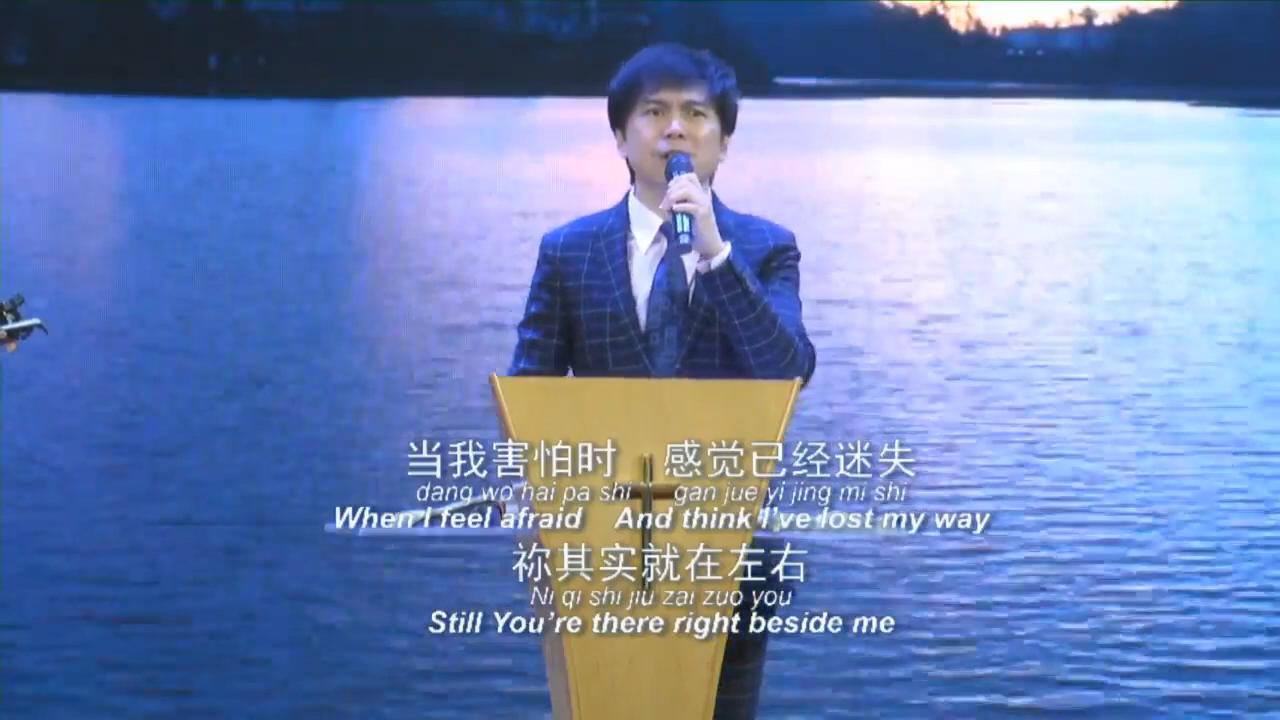 当我害怕时 感觉已经迷失
dang wo hai pa shi gan jue yi jing mi shi
When I feel afraid And think I've lost my way
祢其实就在左右
Ni qi shi jiu zai zuo you
Still You're there right beside me